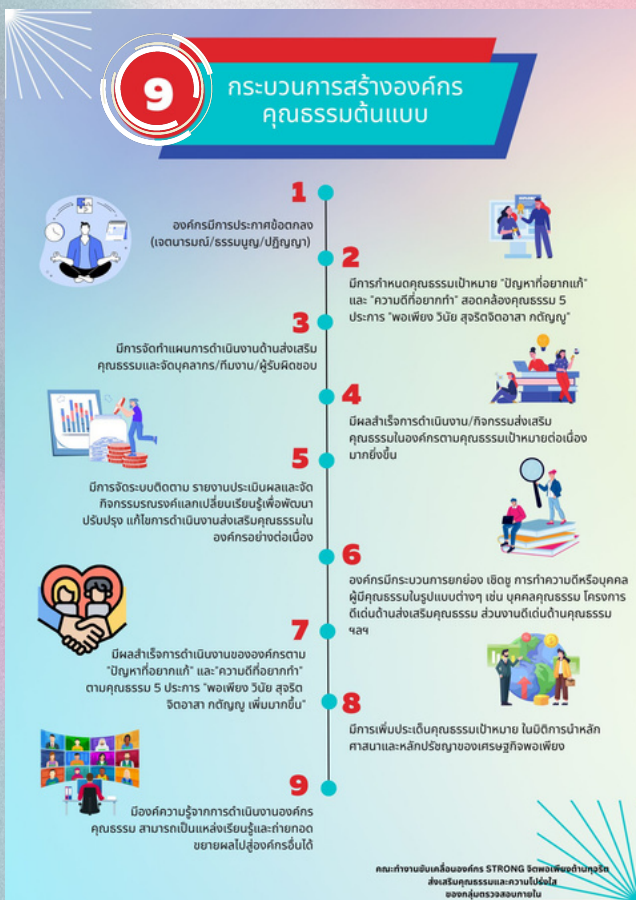 9
กระบวนการสร้างองค์กร
คุณธรรมต้นแบบ
1
องค์กรมีการประกาศข้อตกลง
(เจตนารมณ์/ธรรมนูญ/ปฏิญญา)
2
มีการกำหนดคุณธรรมเป้าหมาย "ปัญหาที่อยากแก้"
และ "ความดีที่อยากทำ" สอดคล้องคุณธรรม 5
ประการ "พอเพียง วินัย สุจริตจิตอาสา กตัญญู"
3
มีการจัดทำแผนการดำเนินงานด้านส่งเสริม
คุณธรรมและจัดบุคลากร/ทีมงาน/ผู้รับผิดชอบ
4
มีผลสำเร็จการดำเนินงาน/กิจกรรมส่งเสริม
คุณธรรมในองค์กรตามคุณธรรมเป้าหมายต่อเนื่อง
มากยิ่งขึ้น
5
มีการจัดระบบติดตาม รายงานประเมินผลและจัด
กิจกรรมรณรงค์แลกเปลี่ยนเรียนรู้เพื่อพัฒนา
ปรับปรุง แก้ไขการดำเนินงานส่งเสริมคุณธรรมใน
องค์กรอย่างต่อเนื่อง
6
องค์กรมีกระบวนการยกย่อง เชิดชู การทำความดีหรือบุคคล
ผู้มีคุณธรรมในรูปแบบต่างๆ เช่น บุคคลคุณธรรม โครงการ
ดีเด่นด้านส่งเสริมคุณธรรม ส่วนงานดีเด่นด้านคุณธรรม
ฯลฯ
7
มีผลสำเร็จการดำเนินงานขององค์กรตาม
"ปัญหาที่อยากแก้" และ"ความดีที่อยากทำ"
ตามคุณธรรม 5 ประการ "พอเพียง วินัย สุจริต
จิตอาสา กตัญญู เพิ่มมากขึ้น"
8
มีการเพิ่มประเด็นคุณธรรมเป้าหมาย ในมิติการนำหลัก
ศาสนาและหลักปรัชญาของเศรษฐกิจพอเพียง
9
มีองค์ความรู้จากการดำเนินงานองค์กร
คุณธรรม สามารถเป็นแหล่งเรียนรู้และถ่ายทอด
ขยายผลไปสู่องค์กรอื่นได้
คณะทำงานขับเคลื่อนองค์กร STRONG จิตพอเพียงต้านทุจริต
ส่งเสริมคุณธรรมและความโปร่งใส
ของกลุ่มตรวจสอบภายใน